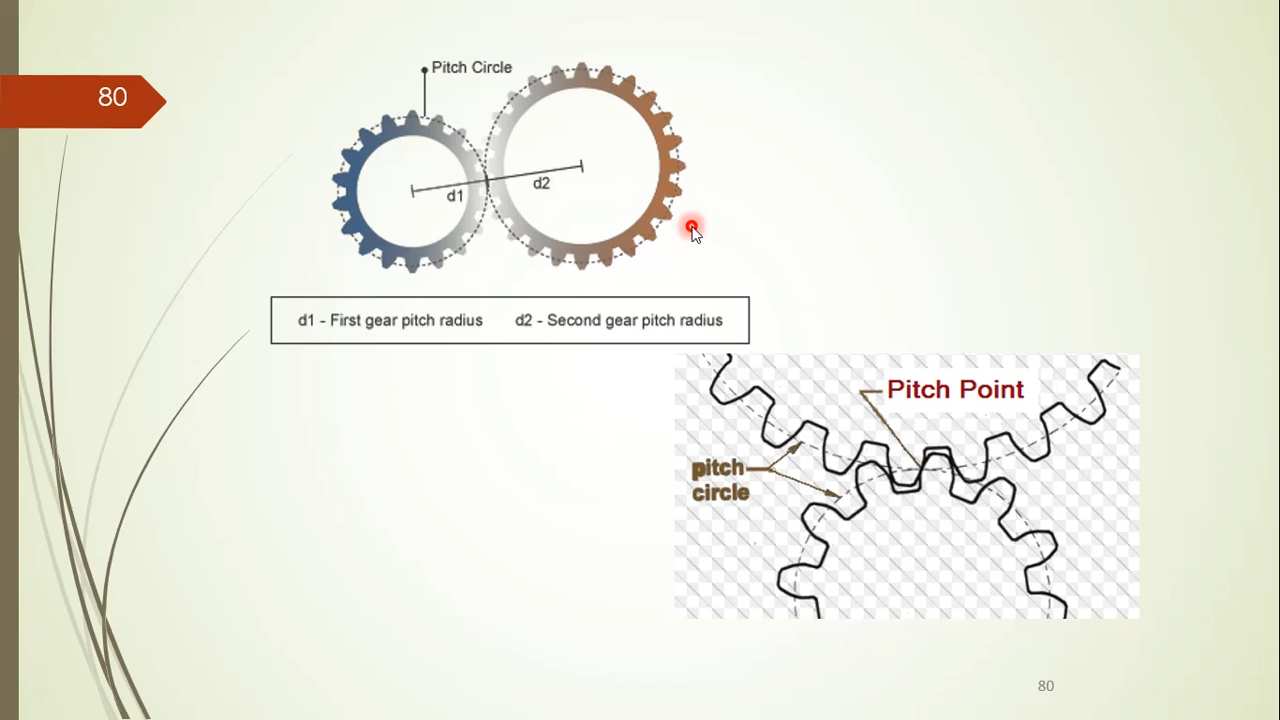 80
Pitch Circle
d1
d2
d1 - First gear pitch radius d2 - Second gear pitch radius
Pitch Point
pitch
circle
80